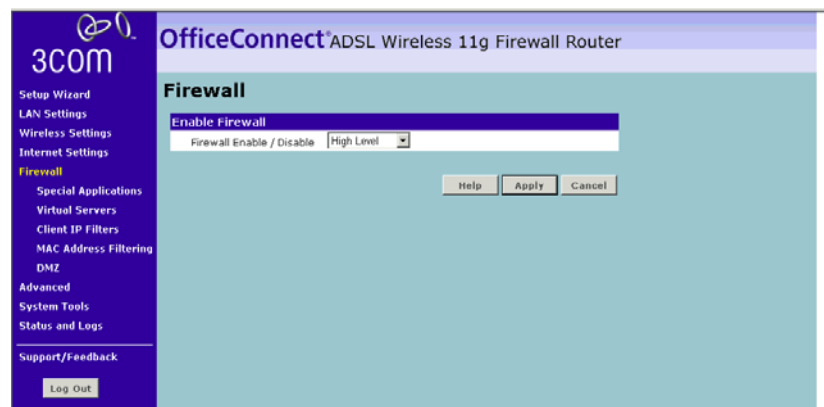 3COM
OfficeConnect® ADSL Wireless 11g Firewall Router
Setup Wizard
LAN Settings
Wireless Settings
Internet Settings
Firewall
Special Applications
Virtual Servers
Client IP Filters
MAC Address Filtering
DMZ
Advanced
System Tools
Status and Logs
Support/Feedback
Log Out
Firewall
Enable Firewall
Firewall Enable / Disable High Level
Help Apply Cancel